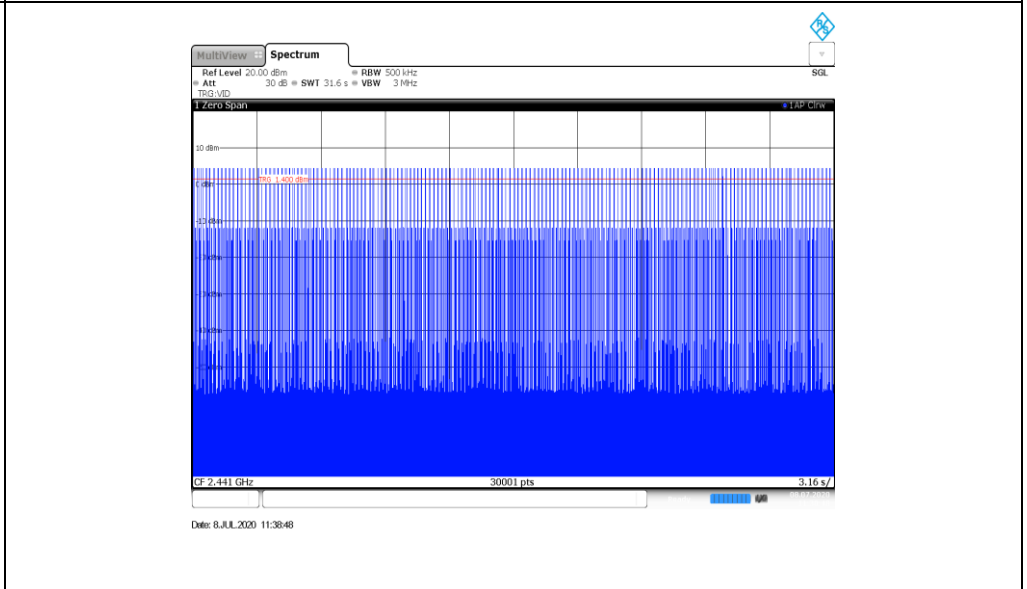 R&S
MultiView Spectrum
Ref Level 20.00 dBm RBW 500 kHz SGL
Att 30 dB SWT 31.6 s VBW 3 MHz
TRG:VID
1 Zero Span 1AP Clrw
10 dBm
TRG 1.400 dBm
0 dBm
-10 dBm
CF 2.441 GHz 30001 pts 3.16 s/
Date: 8.JUL.2020 11:38:48